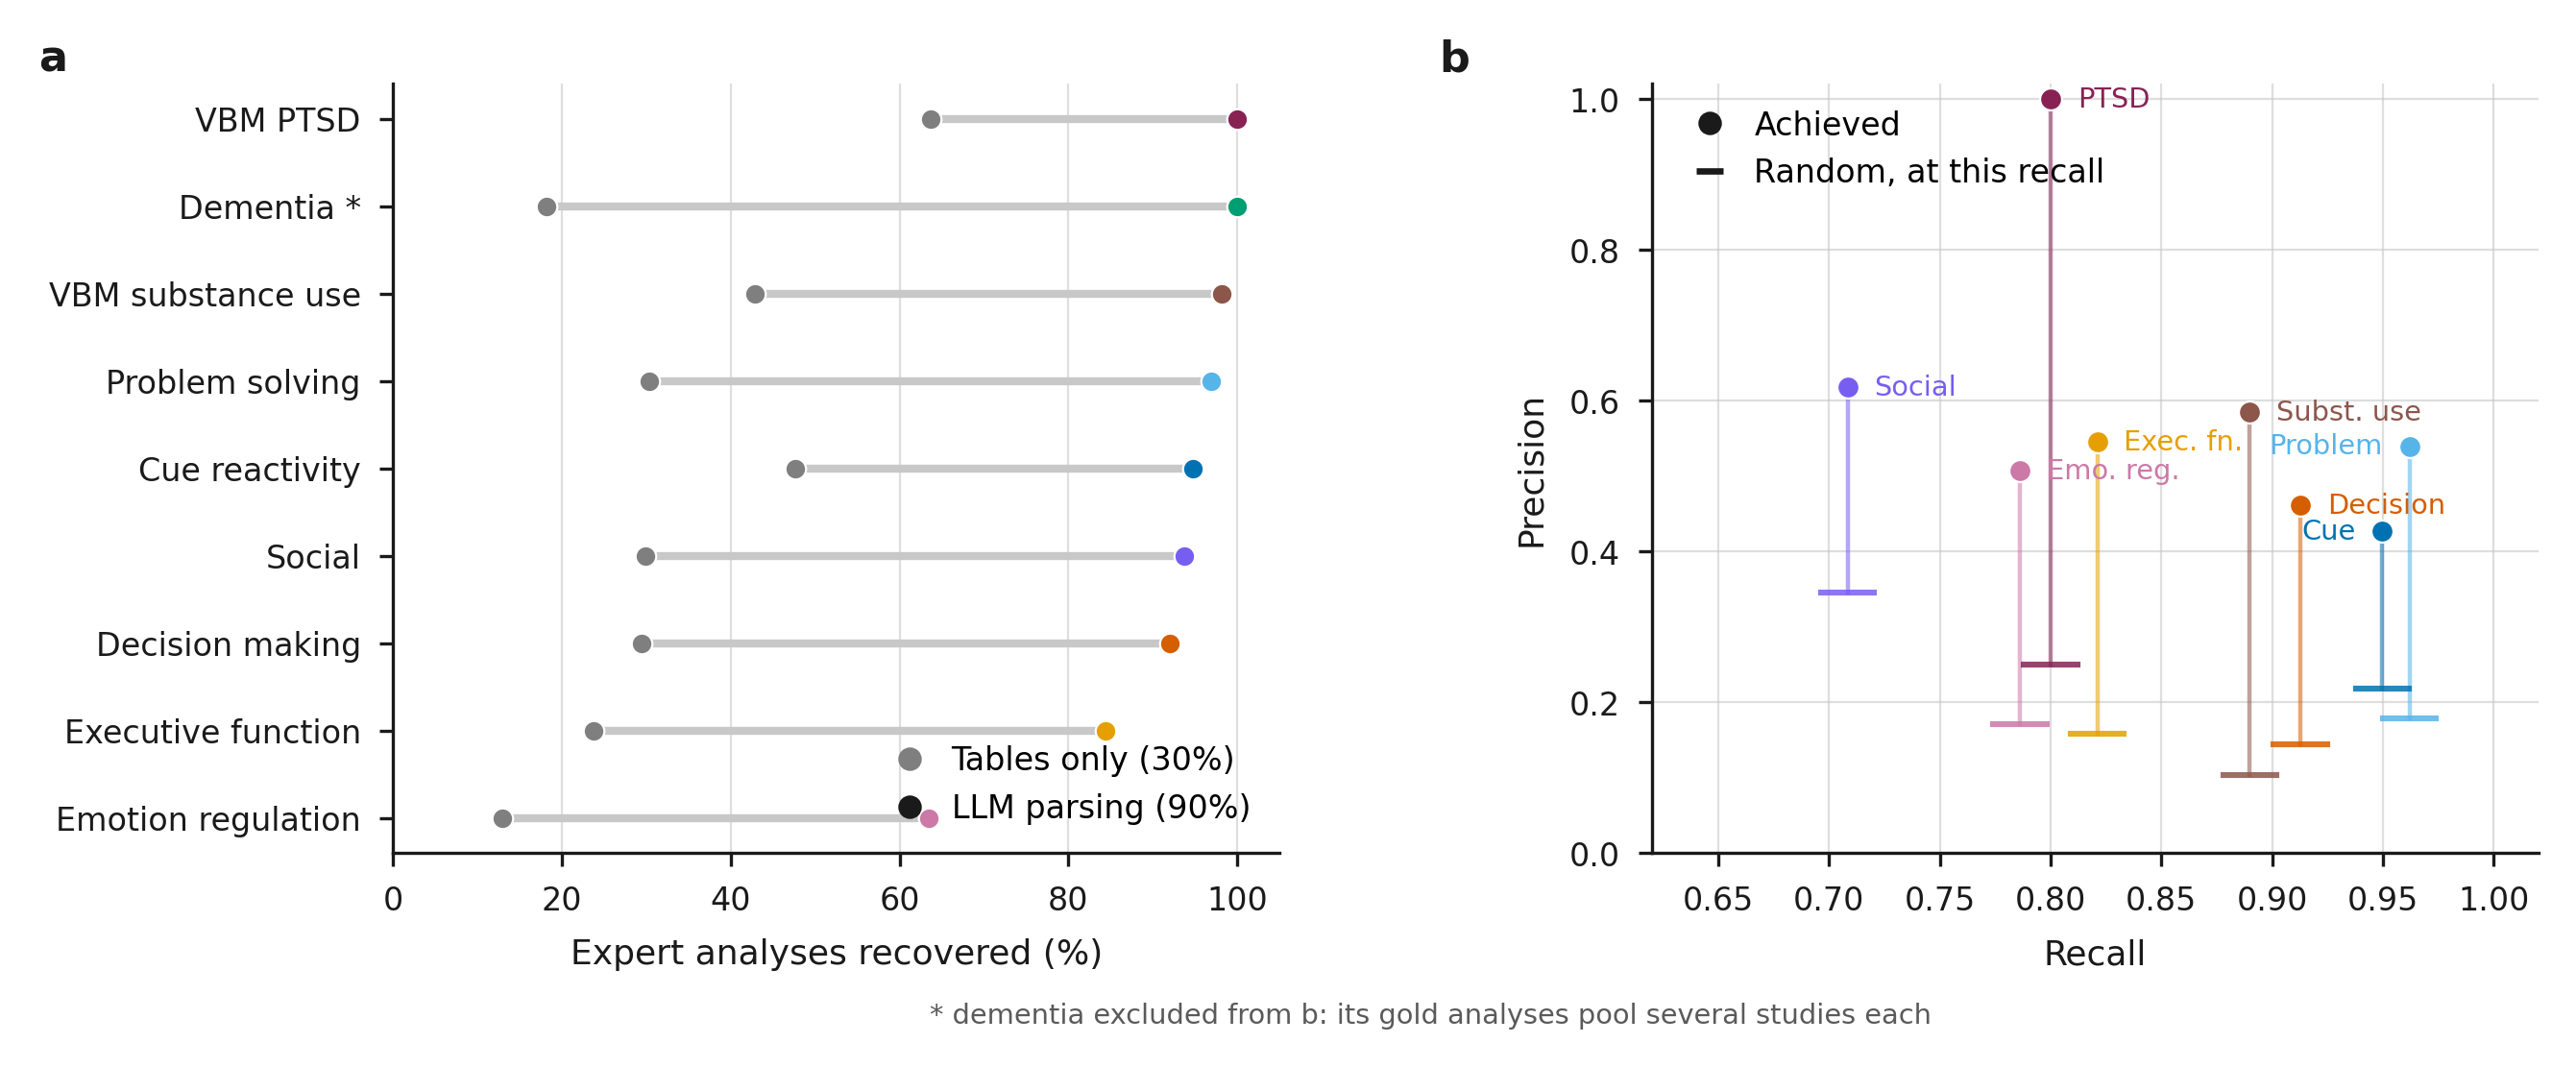 a
VBM PTSD
Dementia *
VBM substance use
Problem solving
Cue reactivity
Social
Decision making
Executive function
Emotion regulation
Tables only (30%)
LLM parsing (90%)
0 20 40 60 80 100
Expert analyses recovered (%)
b
Achieved
Random, at this recall
PTSD
Social
Subst. use
Exec. fn.
Problem
Emo. reg.
Decision
Cue
Precision
1.0
0.8
0.6
0.4
0.2
0.0
0.65 0.70 0.75 0.80 0.85 0.90 0.95 1.00
Recall
* dementia excluded from b: its gold analyses pool several studies each